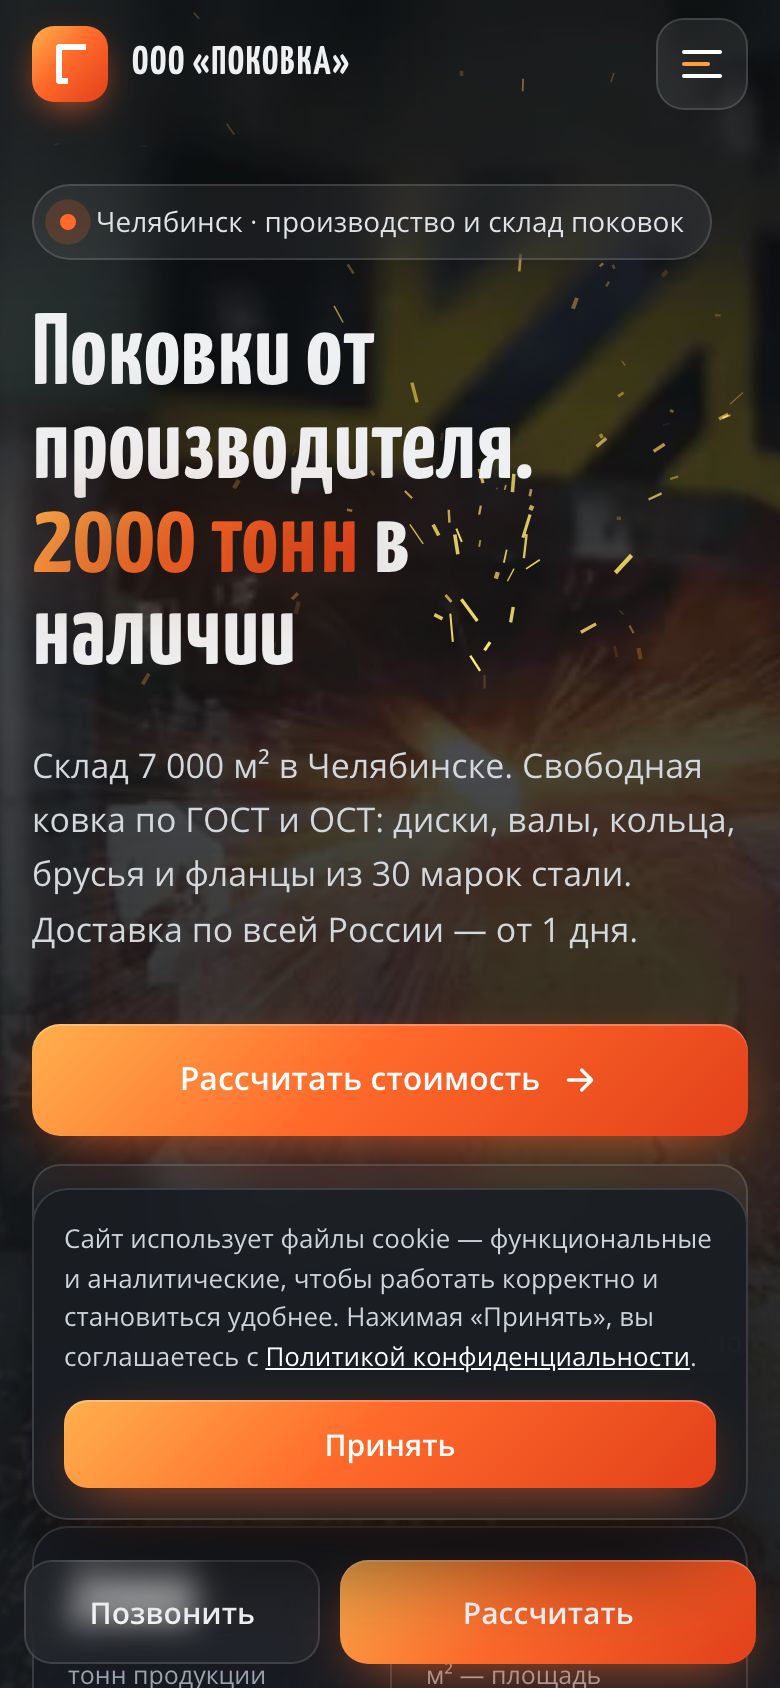 ООО «ПОКОВКА»
Челябинск · производство и склад поковок
Поковки от
производителя.
2000 тонн в
наличии
Склад 7 000 м² в Челябинске. Свободная
ковка по ГОСТ и ОСТ: диски, валы, кольца,
брусья и фланцы из 30 марок стали.
Доставка по всей России — от 1 дня.
Рассчитать стоимость →
Сайт использует файлы cookie — функциональные
и аналитические, чтобы работать корректно и
становиться удобнее. Нажимая «Принять», вы
соглашаетесь с Политикой конфиденциальности.
Принять
Позвонить
Рассчитать
тонн продукции
м² — площадь